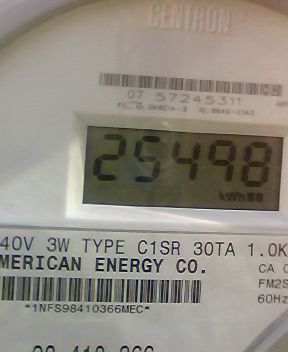 CENTRON
07 57245311
25498
kWh
40V 3W TYPE C1SR 30TA 1.0K
MERICAN ENERGY CO.
CA 0
FM2S
60Hz
*1NFS98410366MEC*